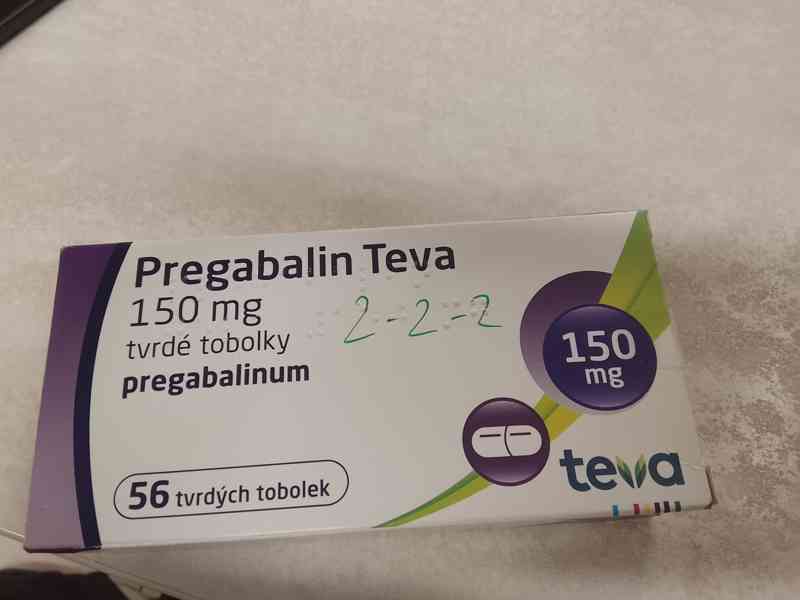 Pregabalin Teva
150 mg
2-2-2
tvrdé tobolky
pregabalinum
150
mg
56 tvrdých tobolek
teva